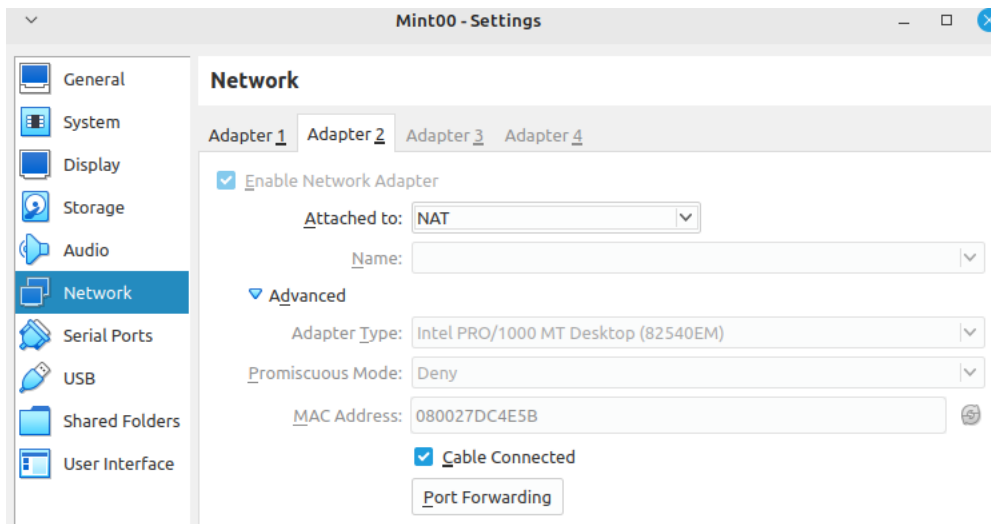 Mint00 - Settings
General
System
Display
Storage
Audio
Network
Serial Ports
USB
Shared Folders
User Interface
Network
Adapter 1 Adapter 2 Adapter 3 Adapter 4
Enable Network Adapter
Attached to: NAT
Name:
Advanced
Adapter Type: Intel PRO/1000 MT Desktop (82540EM)
Promiscuous Mode: Deny
MAC Address: 080027DC4E5B
Cable Connected
Port Forwarding